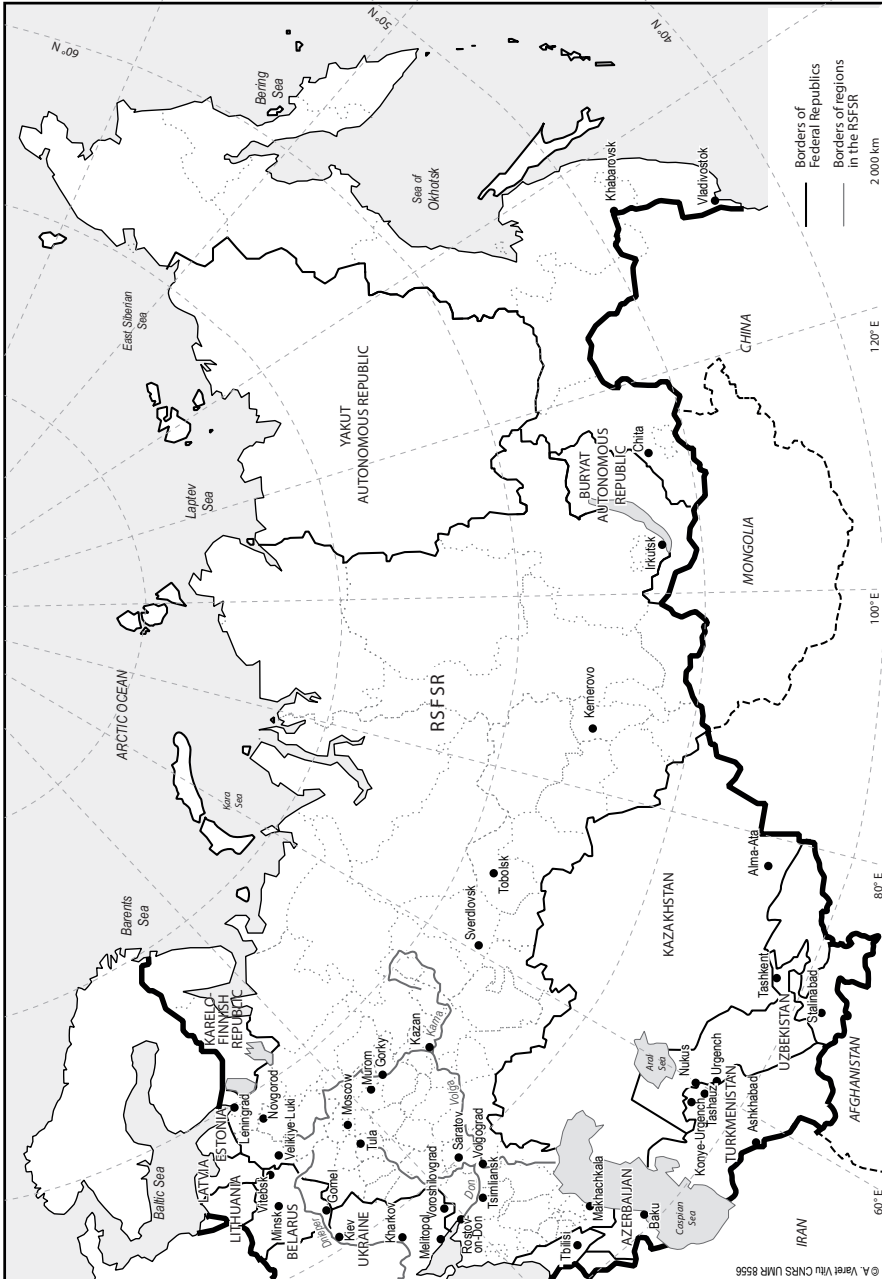 60° N
50° N
40° N
Bering
Sea
Sea of
Okhotsk
East Siberian
Sea
Laptev
Sea
ARCTIC OCEAN
Kara
Sea
Barents
Sea
Baltic Sea
Khabarovsk
Vladivostok
YAKUT
AUTONOMOUS REPUBLIC
BURYAT
AUTONOMOUS
REPUBLIC
Chita
Irkutsk
CHINA
MONGOLIA
RSFSR
Kemerovo
Tobolsk
Sverdlovsk
KARELO
FINNISH
REPUBLIC
ESTONIA
LATVIA
LITHUANIA
BELARUS
UKRAINE
Leningrad
Novgorod
Velikiye-Luki
Vitebsk
Minsk
Gomel
Dnieper
Kiev
Kharkov
Moscow
Tula
Murom
Gorky
Kazan
Kama
Volga
Saratov
Volgograd
Don
Tsimliansk
Voroshilovgrad
Melitopol
Rostov-
on-Don
Tbilisi
Makhachkala
AZERBAIJAN
Baku
Caspian
Sea
KAZAKHSTAN
Alma-Ata
Aral
Sea
Nukus
Urgench
Konye-Urgench
Tashauz
TURKMENISTAN
Ashkhabad
UZBEKISTAN
Tashkent
Stalinabad
AFGHANISTAN
IRAN
Borders of
Federal Republics
Borders of regions
in the RSFSR
2 000 km
60° E
80° E
100° E
120° E
© A. Varet Vitu CNRS UMR 8556